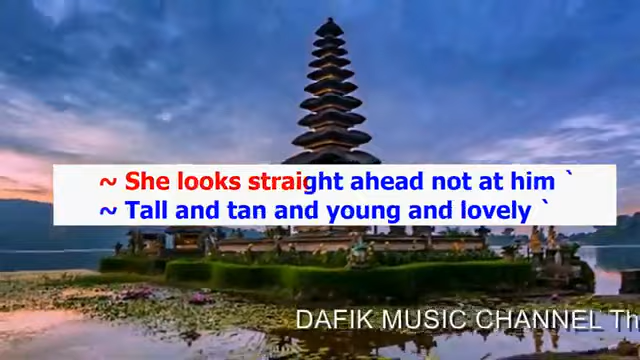 ~ She looks straight ahead not at him `
~ Tall and tan and young and lovely `
DAFIK MUSIC CHANNEL Th